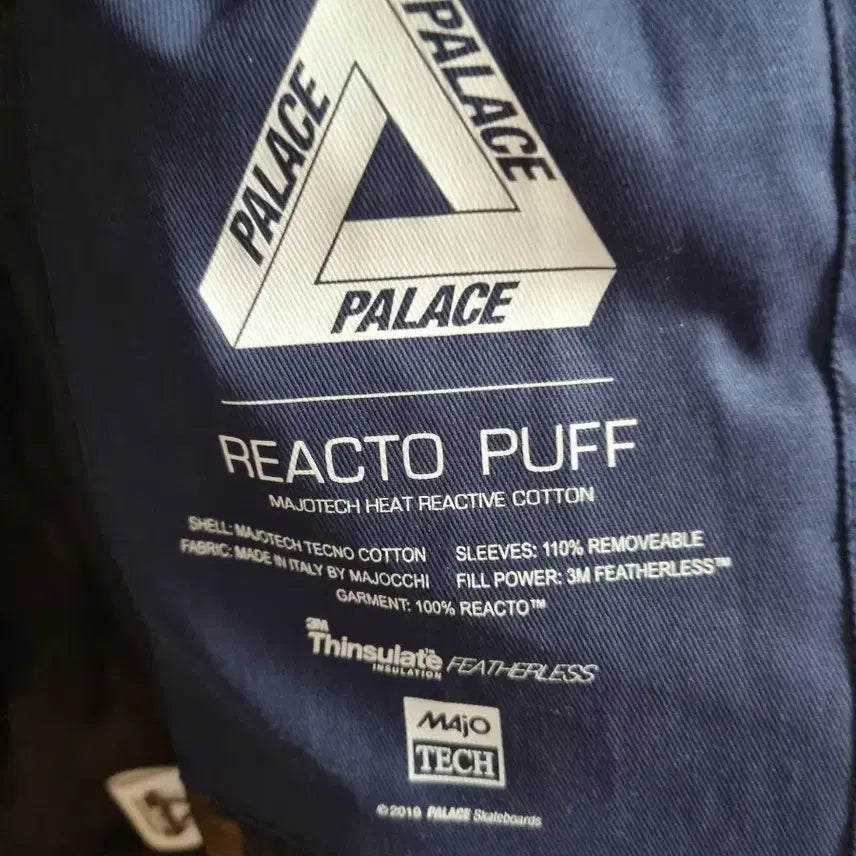 PALACE
PALACE
PALACE
REACTO PUFF
MAJOTECH HEAT REACTIVE COTTON
SHELL: MAJOTECH TECNO COTTON
SLEEVES: 110% REMOVEABLE
FABRIC: MADE IN ITALY BY MAJOCCHI
FILL POWER: 3M FEATHERLESS™
GARMENT: 100% REACTO™
3M
Thinsulate™ FEATHERLESS
INSULATION
MAjO
TECH
©2019 PALACE Skateboards